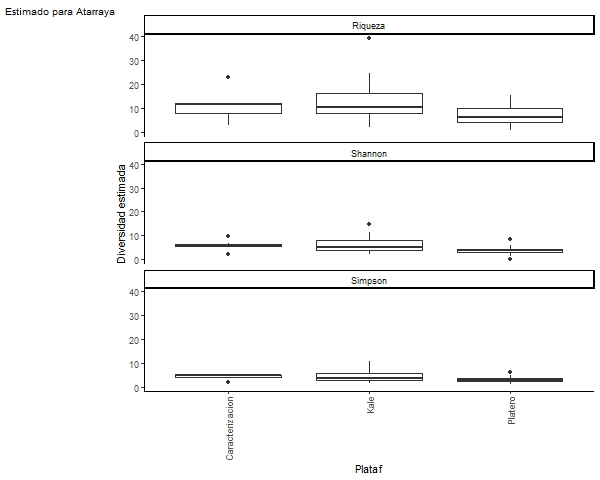 Estimado para Atarraya
Riqueza
40
30
20
10
0
Shannon
40
30
20
10
0
Simpson
40
30
20
10
0
Diversidad estimada
Caracterizacion
Kale
Platero
Plataf